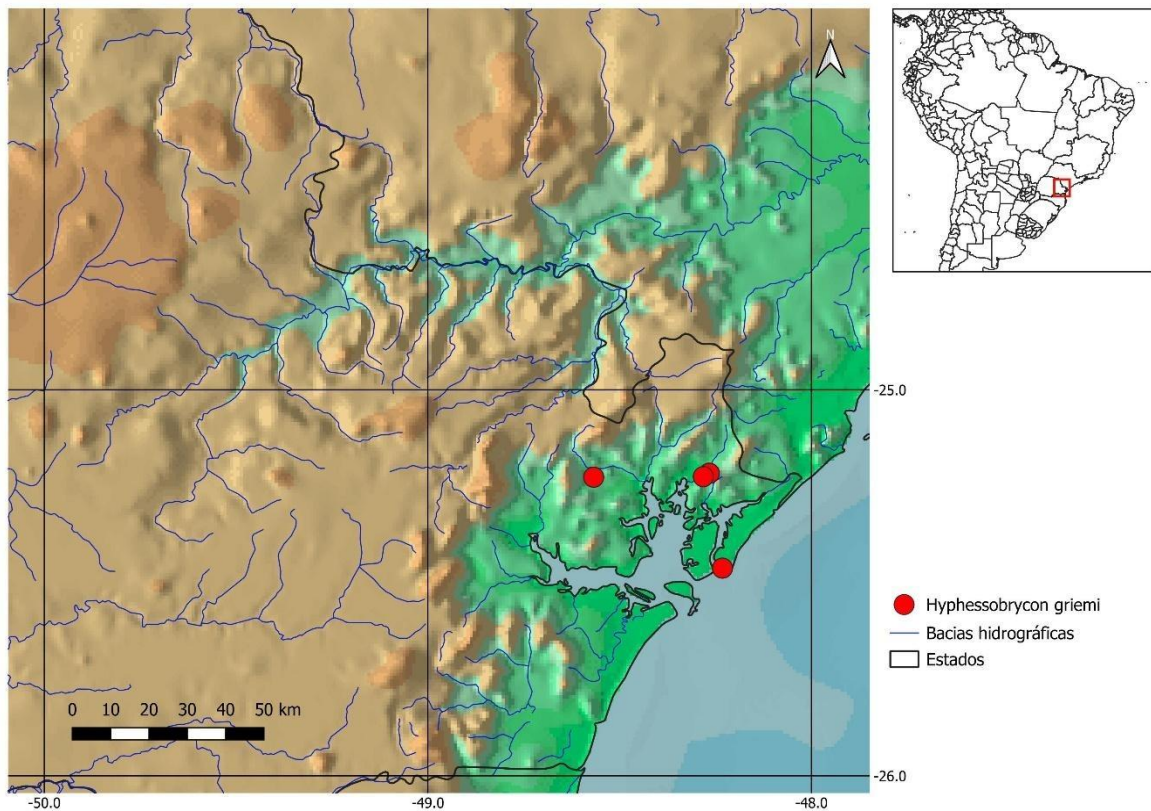 N
-25.0
Hyphessobrycon griemi
Bacias hidrográficas
Estados
0 10 20 30 40 50 km
-26.0
-50.0 -49.0 -48.0